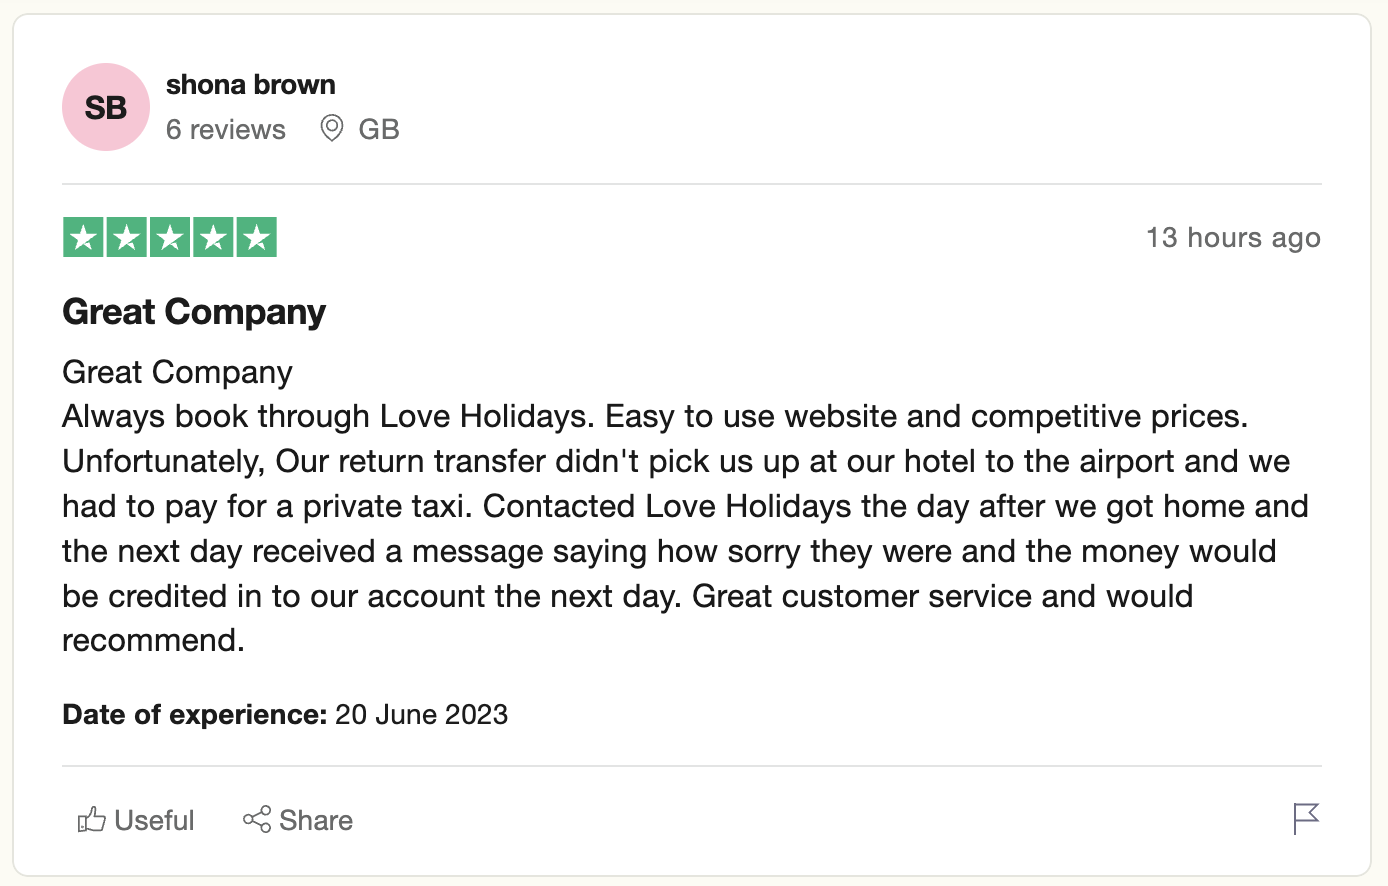 SB
shona brown
6 reviews GB
13 hours ago
Great Company
Great Company
Always book through Love Holidays. Easy to use website and competitive prices.
Unfortunately, Our return transfer didn't pick us up at our hotel to the airport and we
had to pay for a private taxi. Contacted Love Holidays the day after we got home and
the next day received a message saying how sorry they were and the money would
be credited in to our account the next day. Great customer service and would
recommend.
Date of experience: 20 June 2023
Useful Share